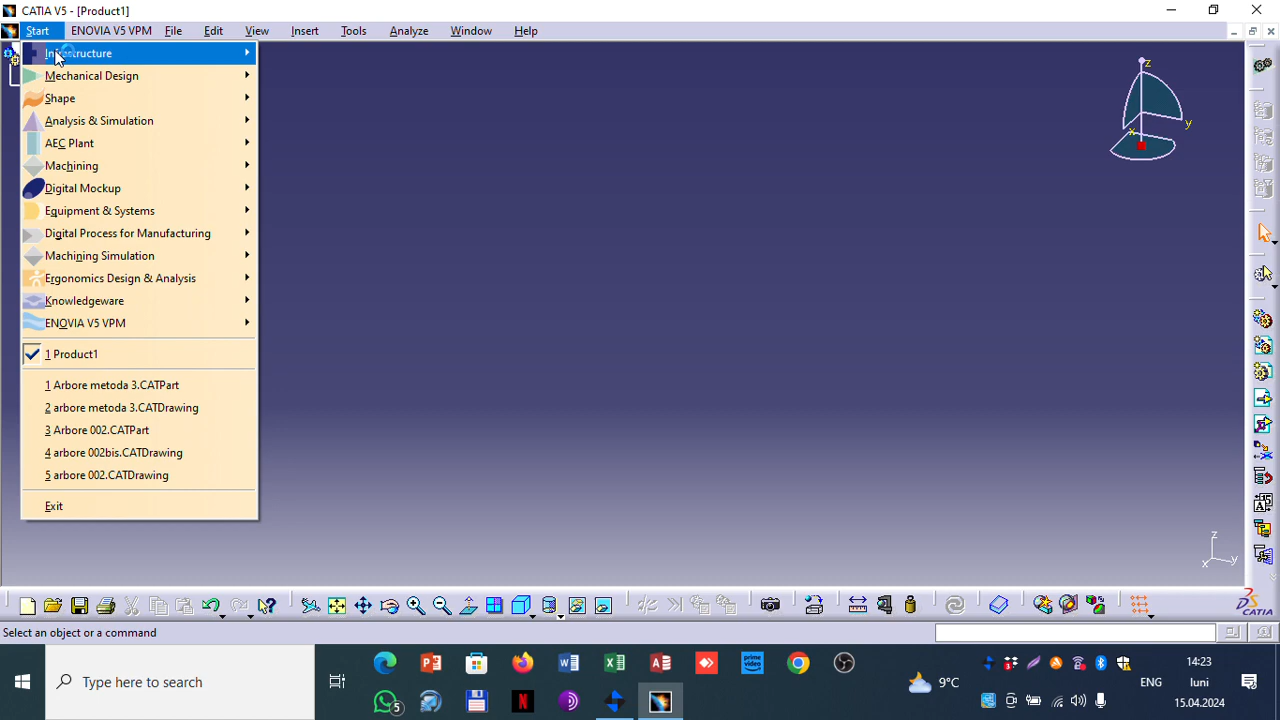 CATIA V5 - [Product1]
Start ENOVIA V5 VPM File Edit View Insert Tools Analyze Window Help
Infrastructure
Mechanical Design
Shape
Analysis & Simulation
AEC Plant
Machining
Digital Mockup
Equipment & Systems
Digital Process for Manufacturing
Machining Simulation
Ergonomics Design & Analysis
Knowledgeware
ENOVIA V5 VPM
1 Product1
1 Arbore metoda 3.CATPart
2 arbore metoda 3.CATDrawing
3 Arbore 002.CATPart
4 arbore 002bis.CATDrawing
5 arbore 002.CATDrawing
Exit
z
y
x
z
y
x
CATIA
Select an object or a command
Type here to search
prime video
5
9°C
ENG
14:23
luni
15.04.2024